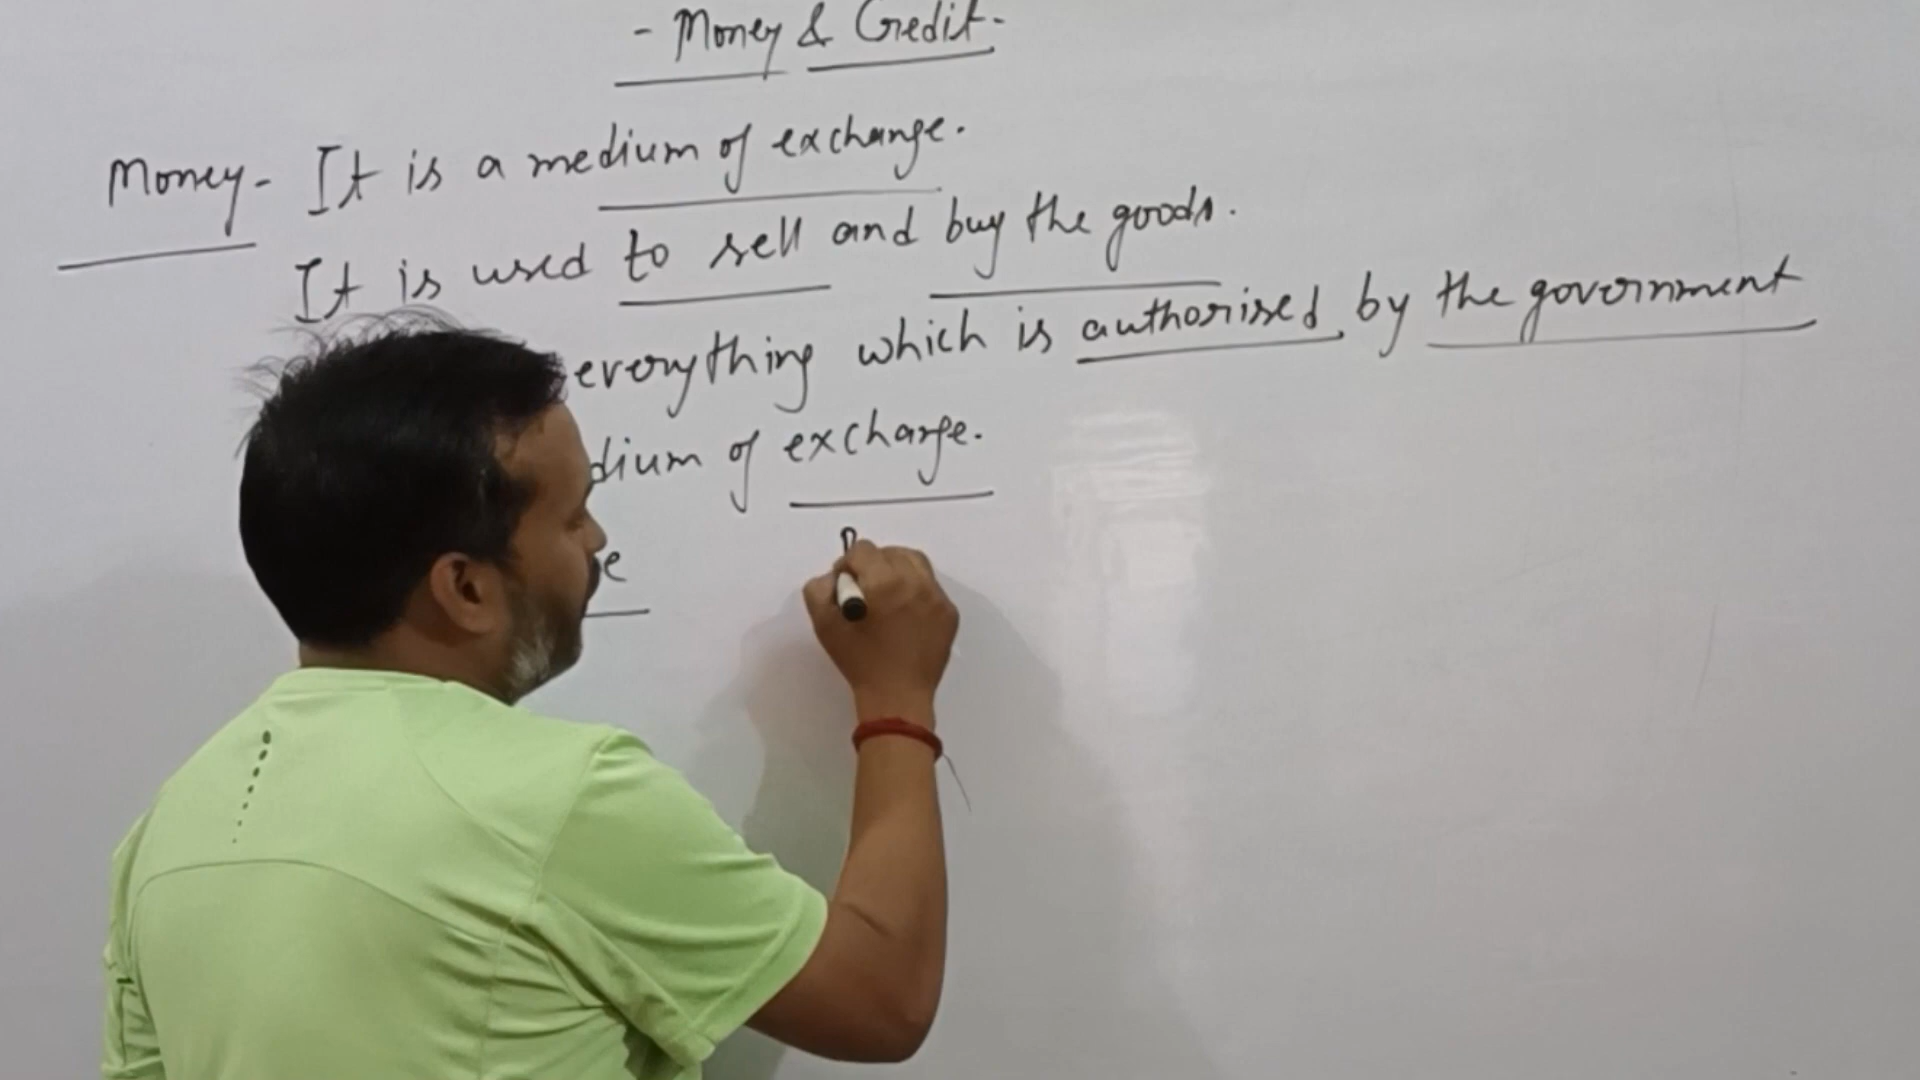 - Money & Credit -
Money - It is a medium of exchange.
It is used to sell and buy the goods.
everything which is authorised by the government
dium of exchange.
e